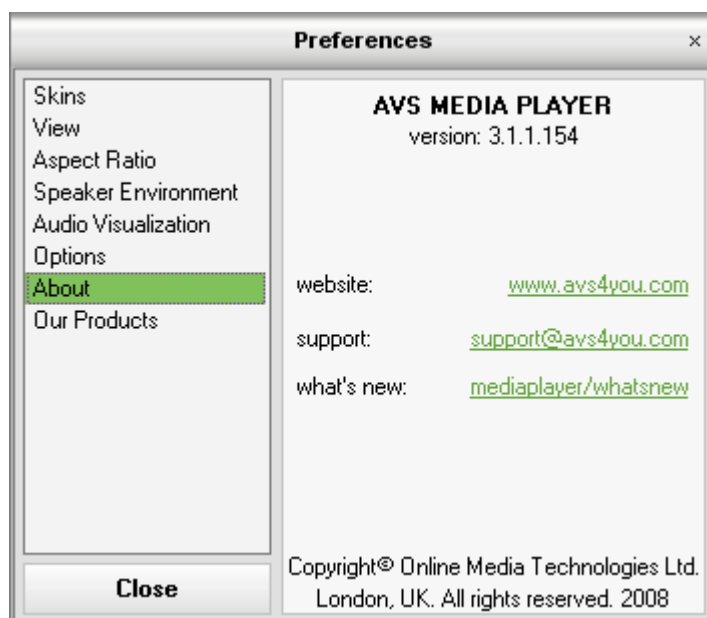 Preferences ×
Skins
View
Aspect Ratio
Speaker Environment
Audio Visualization
Options
About
Our Products
Close
AVS MEDIA PLAYER
version: 3.1.1.154
website: www.avs4you.com
support: support@avs4you.com
what's new: mediaplayer/whatsnew
Copyright© Online Media Technologies Ltd.
London, UK. All rights reserved. 2008